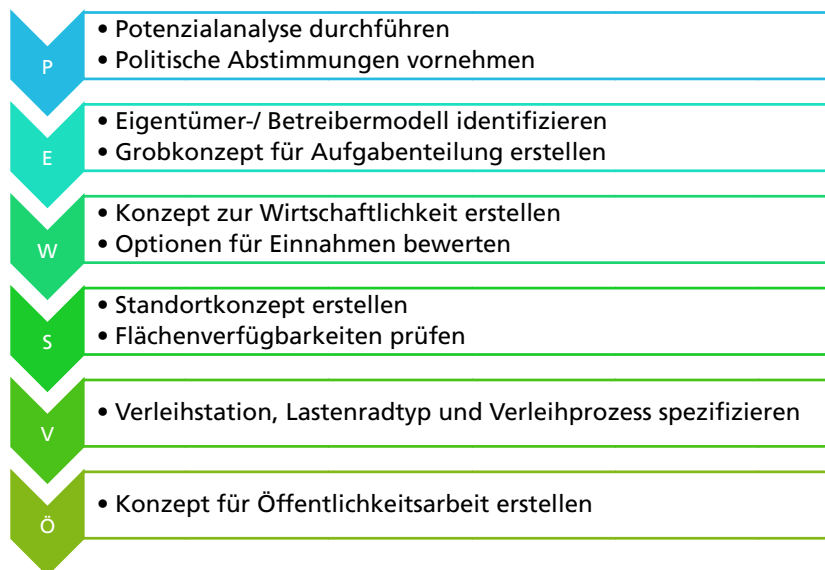 P
• Potenzialanalyse durchführen
• Politische Abstimmungen vornehmen
E
• Eigentümer-/ Betreibermodell identifizieren
• Grobkonzept für Aufgabenteilung erstellen
W
• Konzept zur Wirtschaftlichkeit erstellen
• Optionen für Einnahmen bewerten
S
• Standortkonzept erstellen
• Flächenverfügbarkeiten prüfen
V
• Verleihstation, Lastenradtyp und Verleihprozess spezifizieren
Ö
• Konzept für Öffentlichkeitsarbeit erstellen